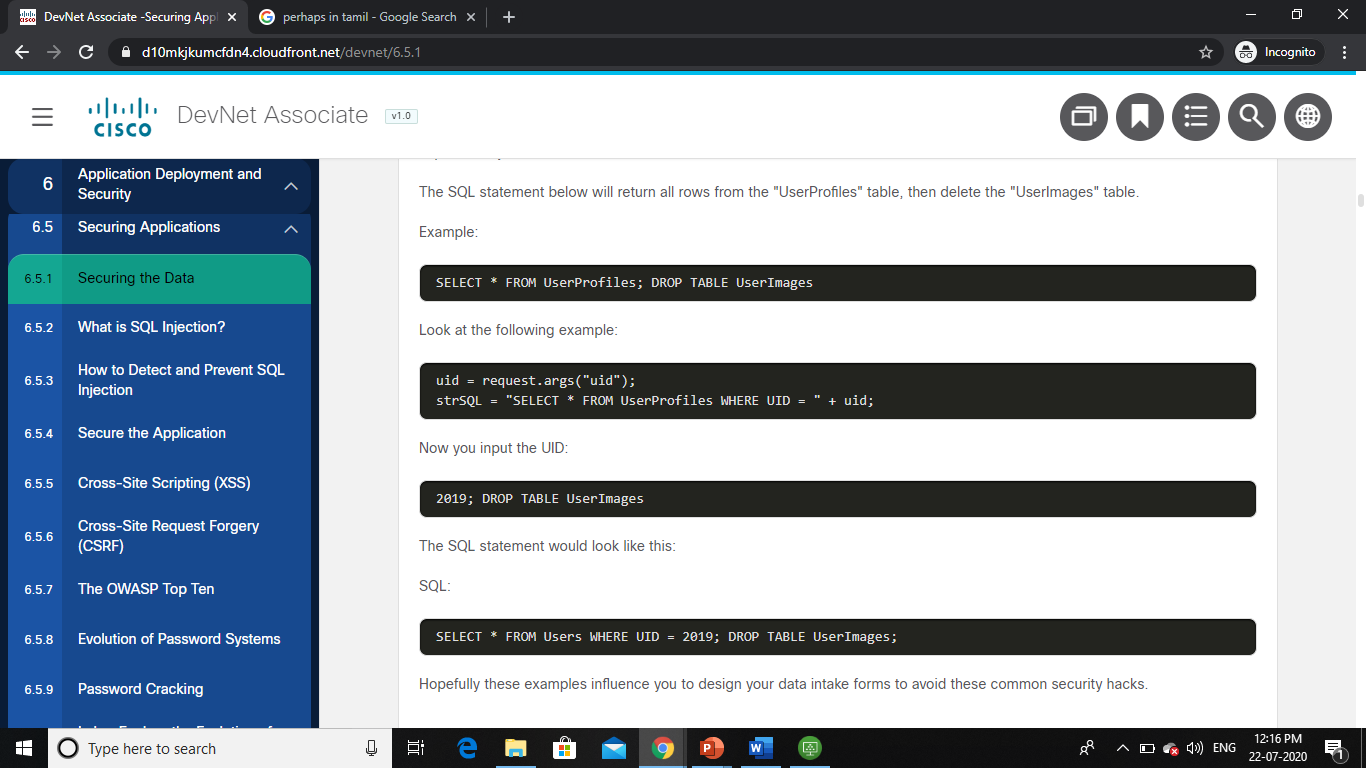 DevNet Associate -Securing Appl
perhaps in tamil - Google Search
d10mkjkumcfdn4.cloudfront.net/devnet/6.5.1
Incognito
CISCO
DevNet Associate
v1.0
6
Application Deployment and
Security
6.5
Securing Applications
6.5.1
Securing the Data
6.5.2
What is SQL Injection?
6.5.3
How to Detect and Prevent SQL
Injection
6.5.4
Secure the Application
6.5.5
Cross-Site Scripting (XSS)
6.5.6
Cross-Site Request Forgery
(CSRF)
6.5.7
The OWASP Top Ten
6.5.8
Evolution of Password Systems
6.5.9
Password Cracking
The SQL statement below will return all rows from the "UserProfiles" table, then delete the "UserImages" table.
Example:
SELECT * FROM UserProfiles; DROP TABLE UserImages
Look at the following example:
uid = request.args("uid");
strSQL = "SELECT * FROM UserProfiles WHERE UID = " + uid;
Now you input the UID:
2019; DROP TABLE UserImages
The SQL statement would look like this:
SQL:
SELECT * FROM Users WHERE UID = 2019; DROP TABLE UserImages;
Hopefully these examples influence you to design your data intake forms to avoid these common security hacks.
Type here to search
ENG
12:16 PM
22-07-2020
1